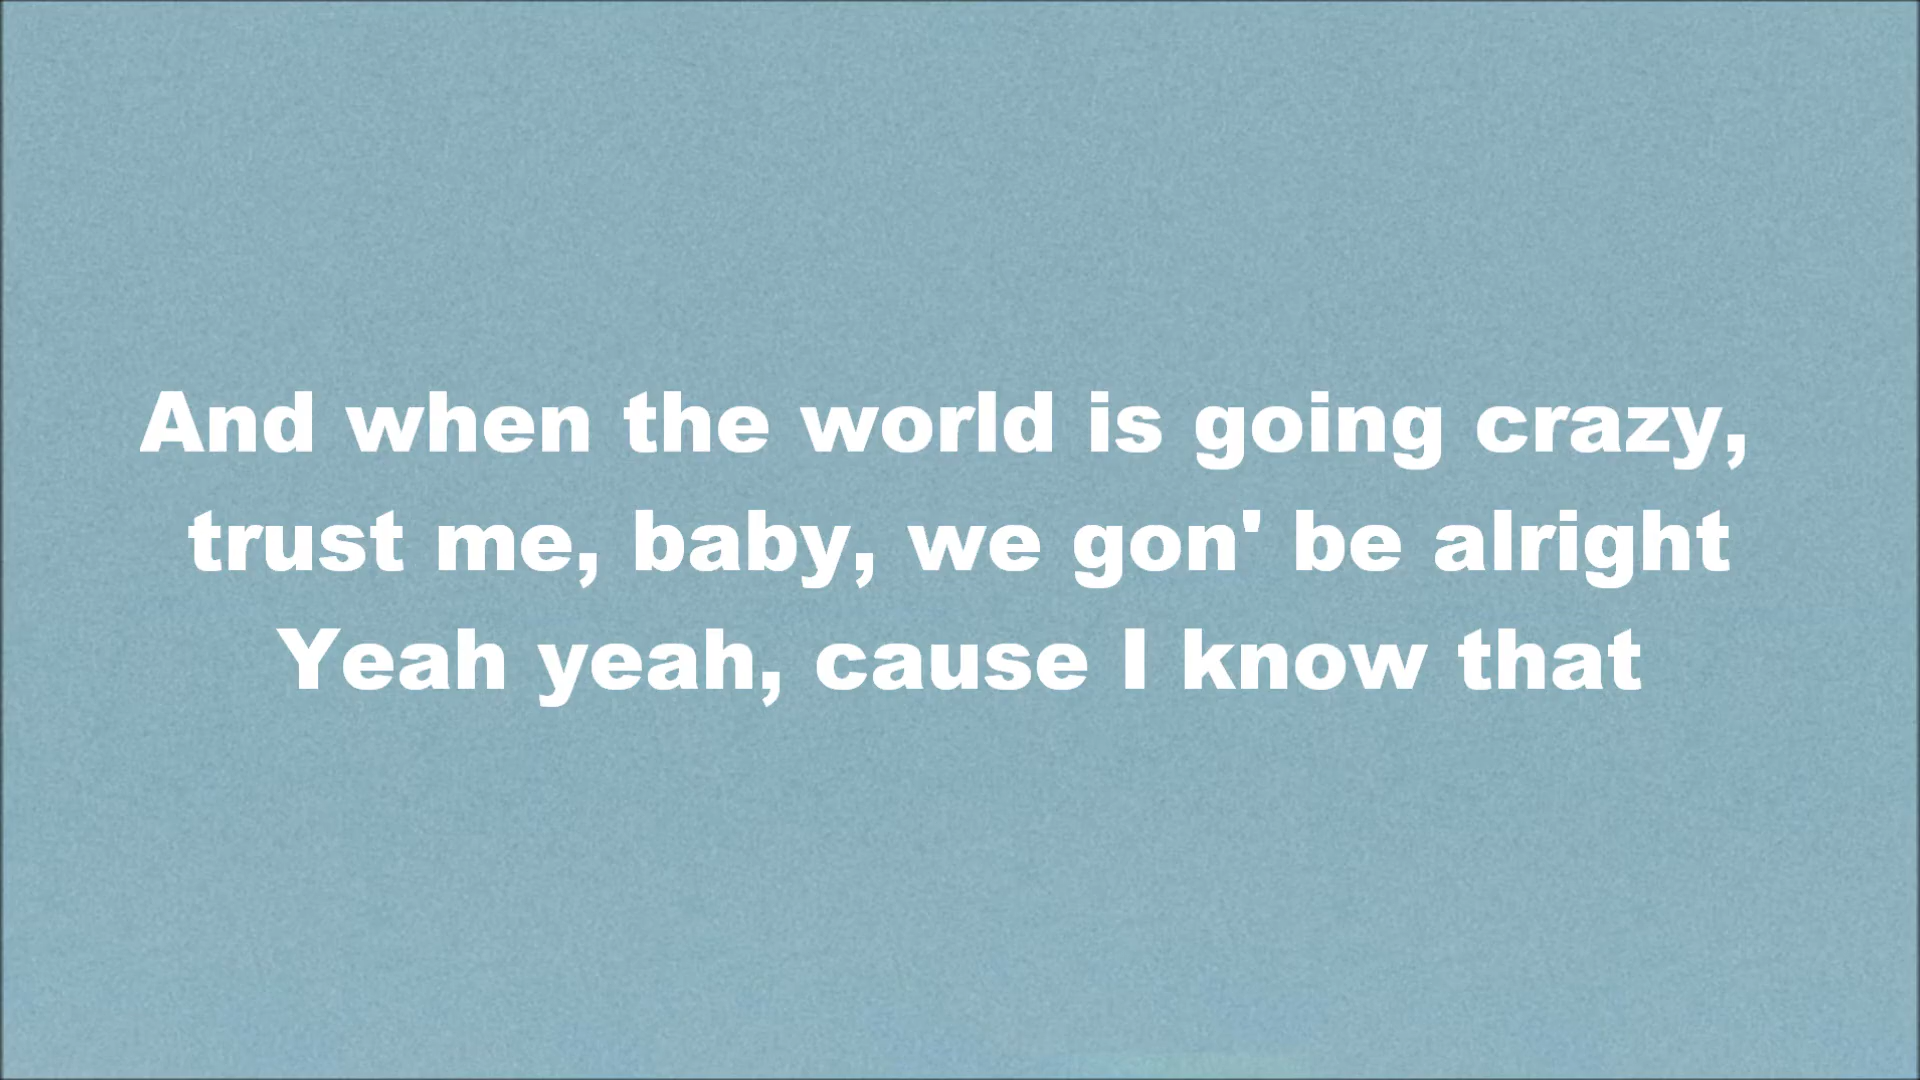 And when the world is going crazy,
trust me, baby, we gon' be alright
Yeah yeah, cause I know that